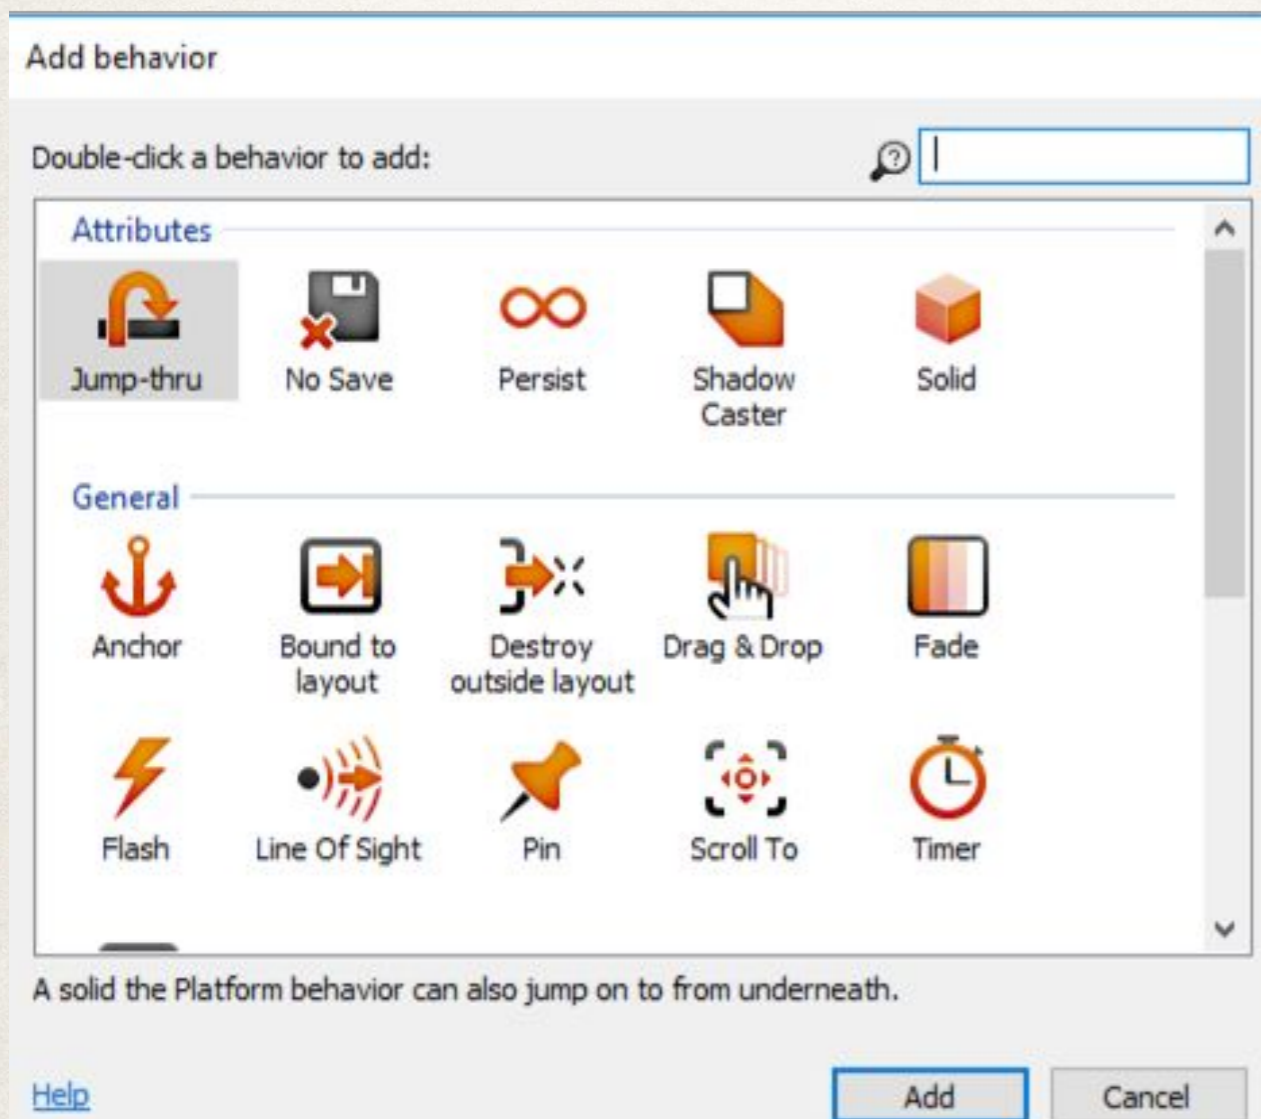 Add behavior
Double-click a behavior to add:
Attributes
Jump-thru
No Save
Persist
Shadow
Caster
Solid
General
Anchor
Bound to
layout
Destroy
outside layout
Drag & Drop
Fade
Flash
Line Of Sight
Pin
Scroll To
Timer
A solid the Platform behavior can also jump on to from underneath.
Help
Add
Cancel